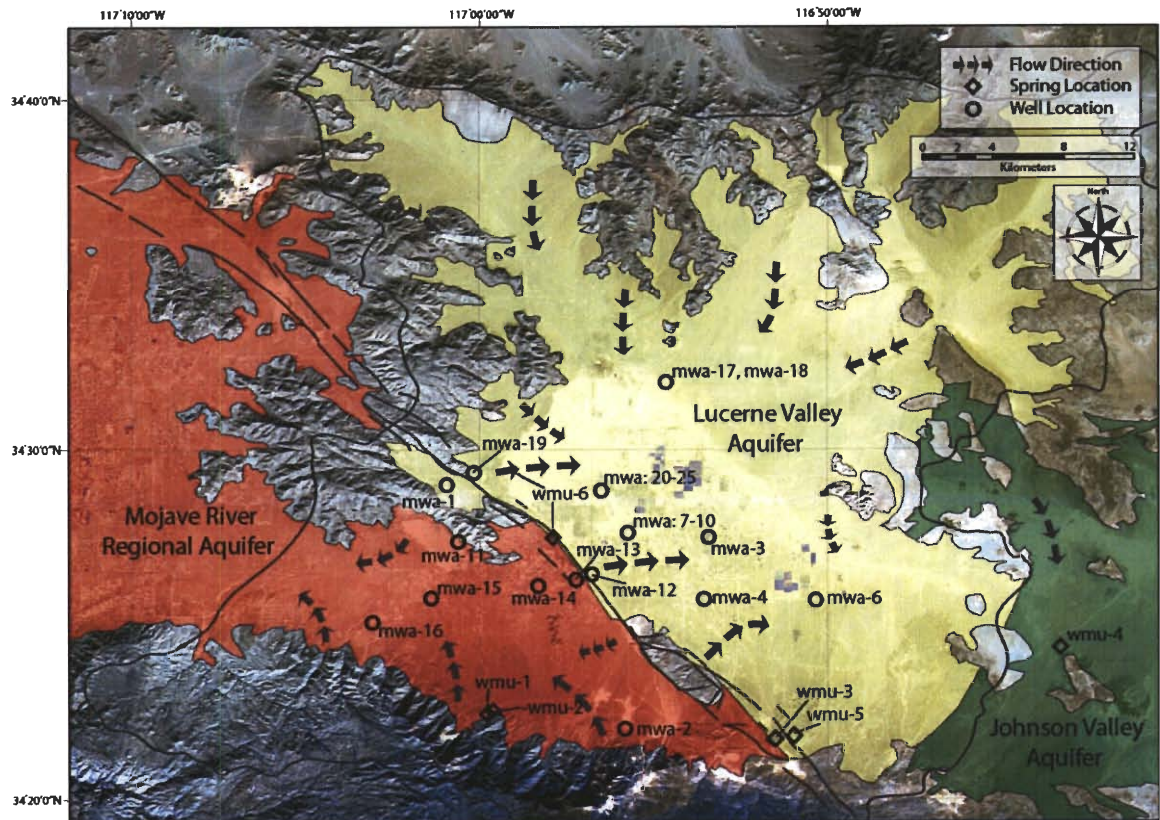 117°10'0"W
117°00'0"W
116°50'0"W
Flow Direction
Spring Location
Well Location
0 2 4 8 12
Kilometers
North
34°40'0"N
mwa-17, mwa-18
Lucerne Valley
Aquifer
mwa-19
34°30'0"N
mwa-1
wmu-6
mwa: 20-25
Mojave River
Regional Aquifer
mwa: 7-10
mwa-11
mwa-13
mwa-3
mwa-15
mwa-14
mwa-12
mwa-4
mwa-6
mwa-16
wmu-4
wmu-1
wmu-2
wmu-3
wmu-5
mwa-2
Johnson Valley
Aquifer
34°20'0"N